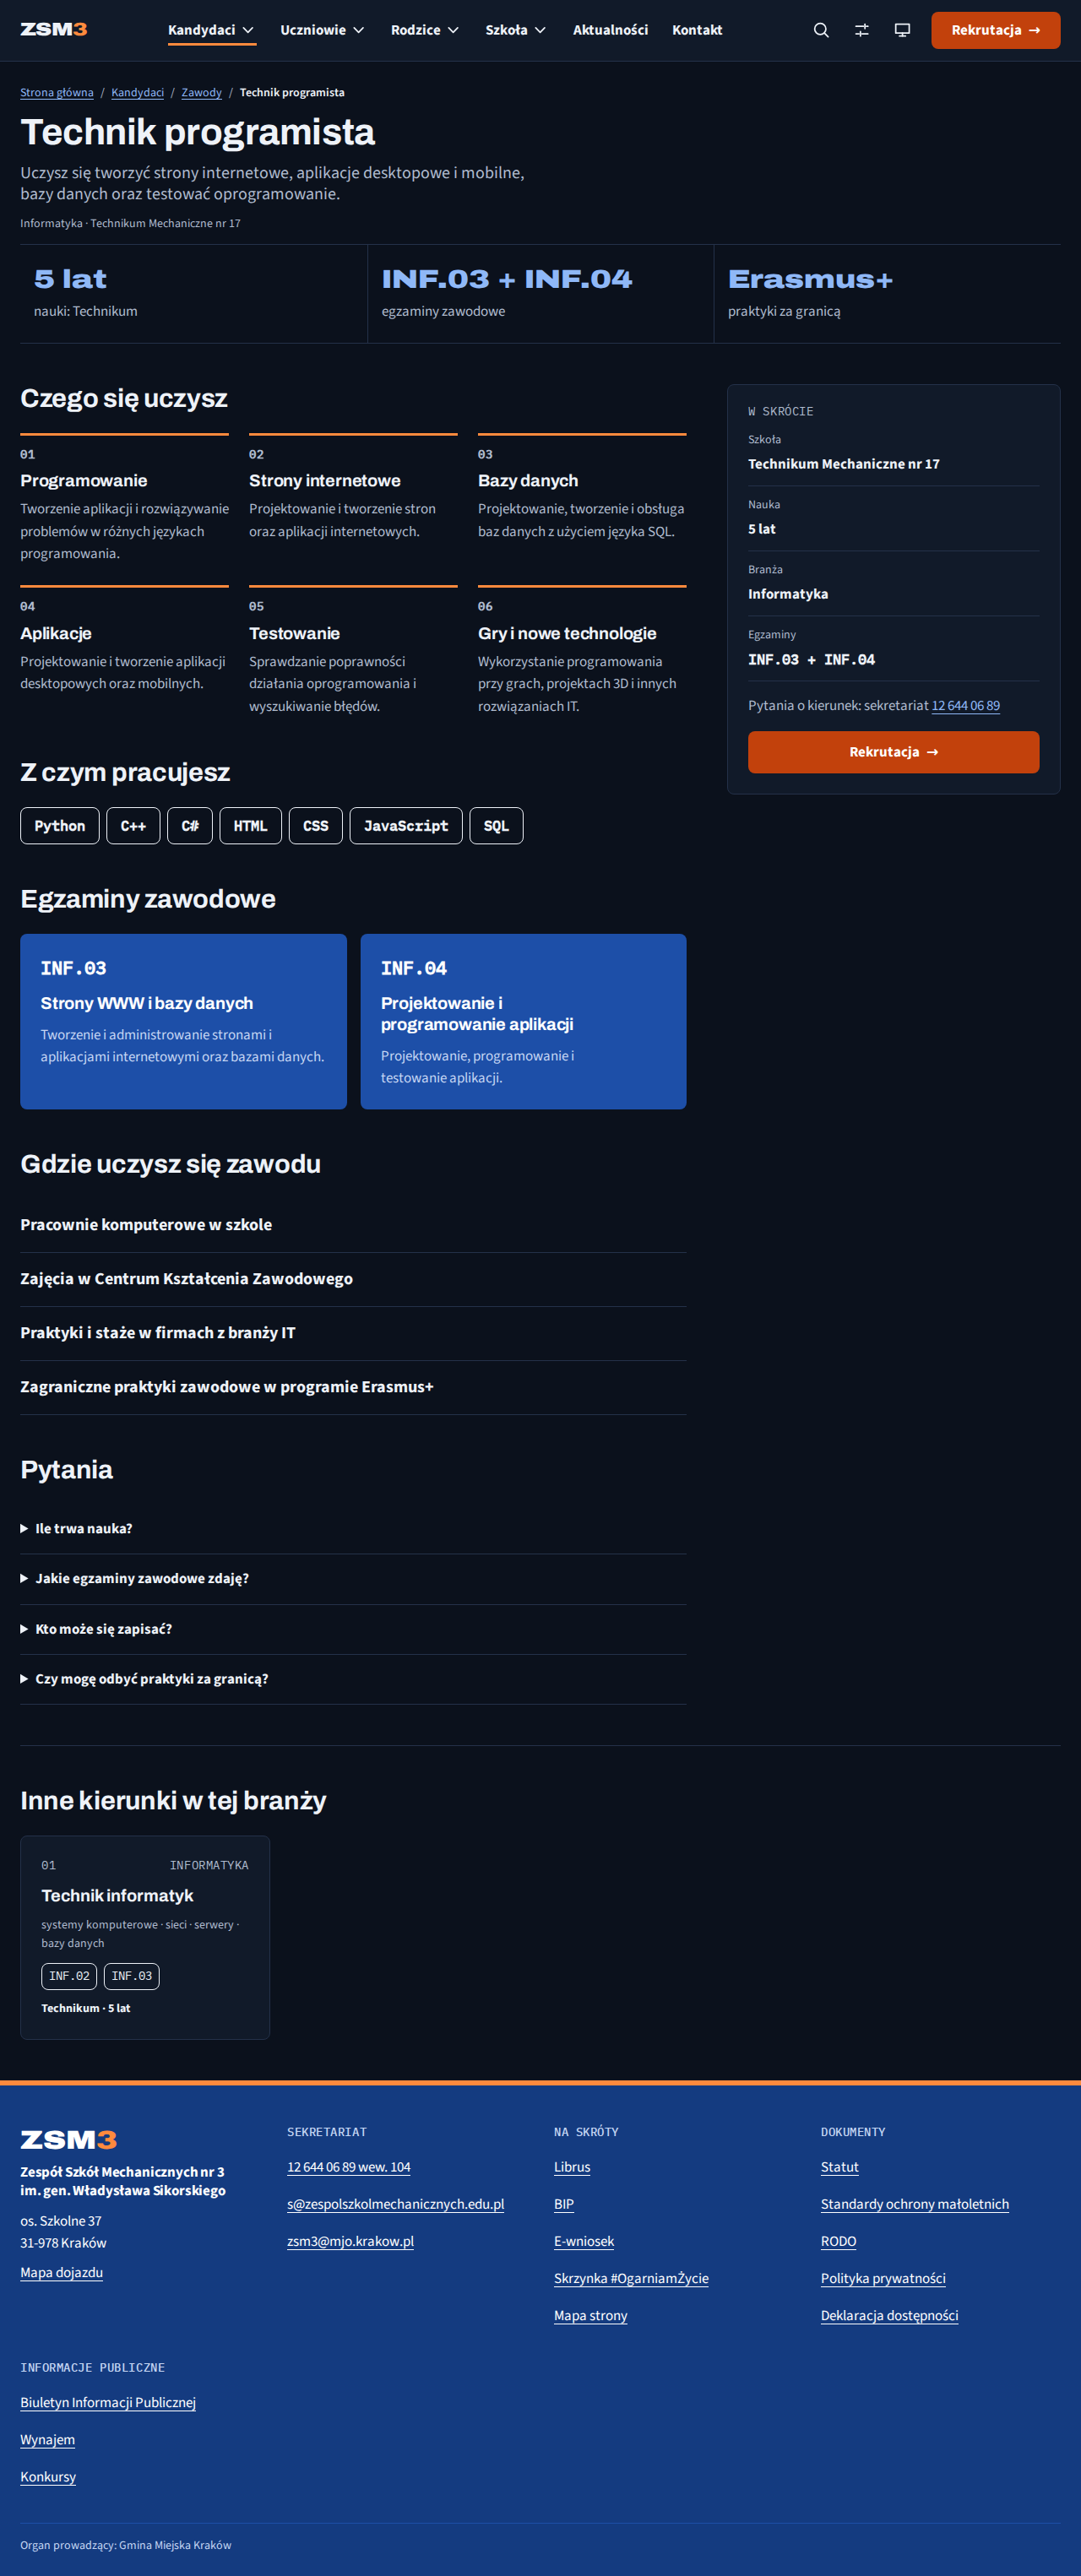 ZSM3
Kandydaci
Uczniowie
Rodzice
Szkoła
Aktualności
Kontakt
Rekrutacja →
Strona główna / Kandydaci / Zawody / Technik programista
Technik programista
Uczysz się tworzyć strony internetowe, aplikacje desktopowe i mobilne,
bazy danych oraz testować oprogramowanie.
Informatyka · Technikum Mechaniczne nr 17
5 lat
nauki: Technikum
INF.03 + INF.04
egzaminy zawodowe
Erasmus+
praktyki za granicą
Czego się uczysz
01
Programowanie
Tworzenie aplikacji i rozwiązywanie
problemów w różnych językach
programowania.
02
Strony internetowe
Projektowanie i tworzenie stron
oraz aplikacji internetowych.
03
Bazy danych
Projektowanie, tworzenie i obsługa
baz danych z użyciem języka SQL.
04
Aplikacje
Projektowanie i tworzenie aplikacji
desktopowych oraz mobilnych.
05
Testowanie
Sprawdzanie poprawności
działania oprogramowania i
wyszukiwanie błędów.
06
Gry i nowe technologie
Wykorzystanie programowania
przy grach, projektach 3D i innych
rozwiązaniach IT.
W SKRÓCIE
Szkoła
Technikum Mechaniczne nr 17
Nauka
5 lat
Branża
Informatyka
Egzaminy
INF.03 + INF.04
Pytania o kierunek: sekretariat 12 644 06 89
Rekrutacja →
Z czym pracujesz
Python
C++
C#
HTML
CSS
JavaScript
SQL
Egzaminy zawodowe
INF.03
Strony WWW i bazy danych
Tworzenie i administrowanie stronami i
aplikacjami internetowymi oraz bazami danych.
INF.04
Projektowanie i
programowanie aplikacji
Projektowanie, programowanie i
testowanie aplikacji.
Gdzie uczysz się zawodu
Pracownie komputerowe w szkole
Zajęcia w Centrum Kształcenia Zawodowego
Praktyki i staże w firmach z branży IT
Zagraniczne praktyki zawodowe w programie Erasmus+
Pytania
Ile trwa nauka?
Jakie egzaminy zawodowe zdaję?
Kto może się zapisać?
Czy mogę odbyć praktyki za granicą?
Inne kierunki w tej branży
01
INFORMATYKA
Technik informatyk
systemy komputerowe · sieci · serwery ·
bazy danych
INF.02
INF.03
Technikum · 5 lat
ZSM3
Zespół Szkół Mechanicznych nr 3
im. gen. Władysława Sikorskiego
os. Szkolne 37
31-978 Kraków
Mapa dojazdu
SEKRETARIAT
12 644 06 89 wew. 104
s@zespolszkolmechanicznych.edu.pl
zsm3@mjo.krakow.pl
NA SKRÓTY
Librus
BIP
E-wniosek
Skrzynka #OgarniamŻycie
Mapa strony
DOKUMENTY
Statut
Standardy ochrony małoletnich
RODO
Polityka prywatności
Deklaracja dostępności
INFORMACJE PUBLICZNE
Biuletyn Informacji Publicznej
Wynajem
Konkursy
Organ prowadzący: Gmina Miejska Kraków